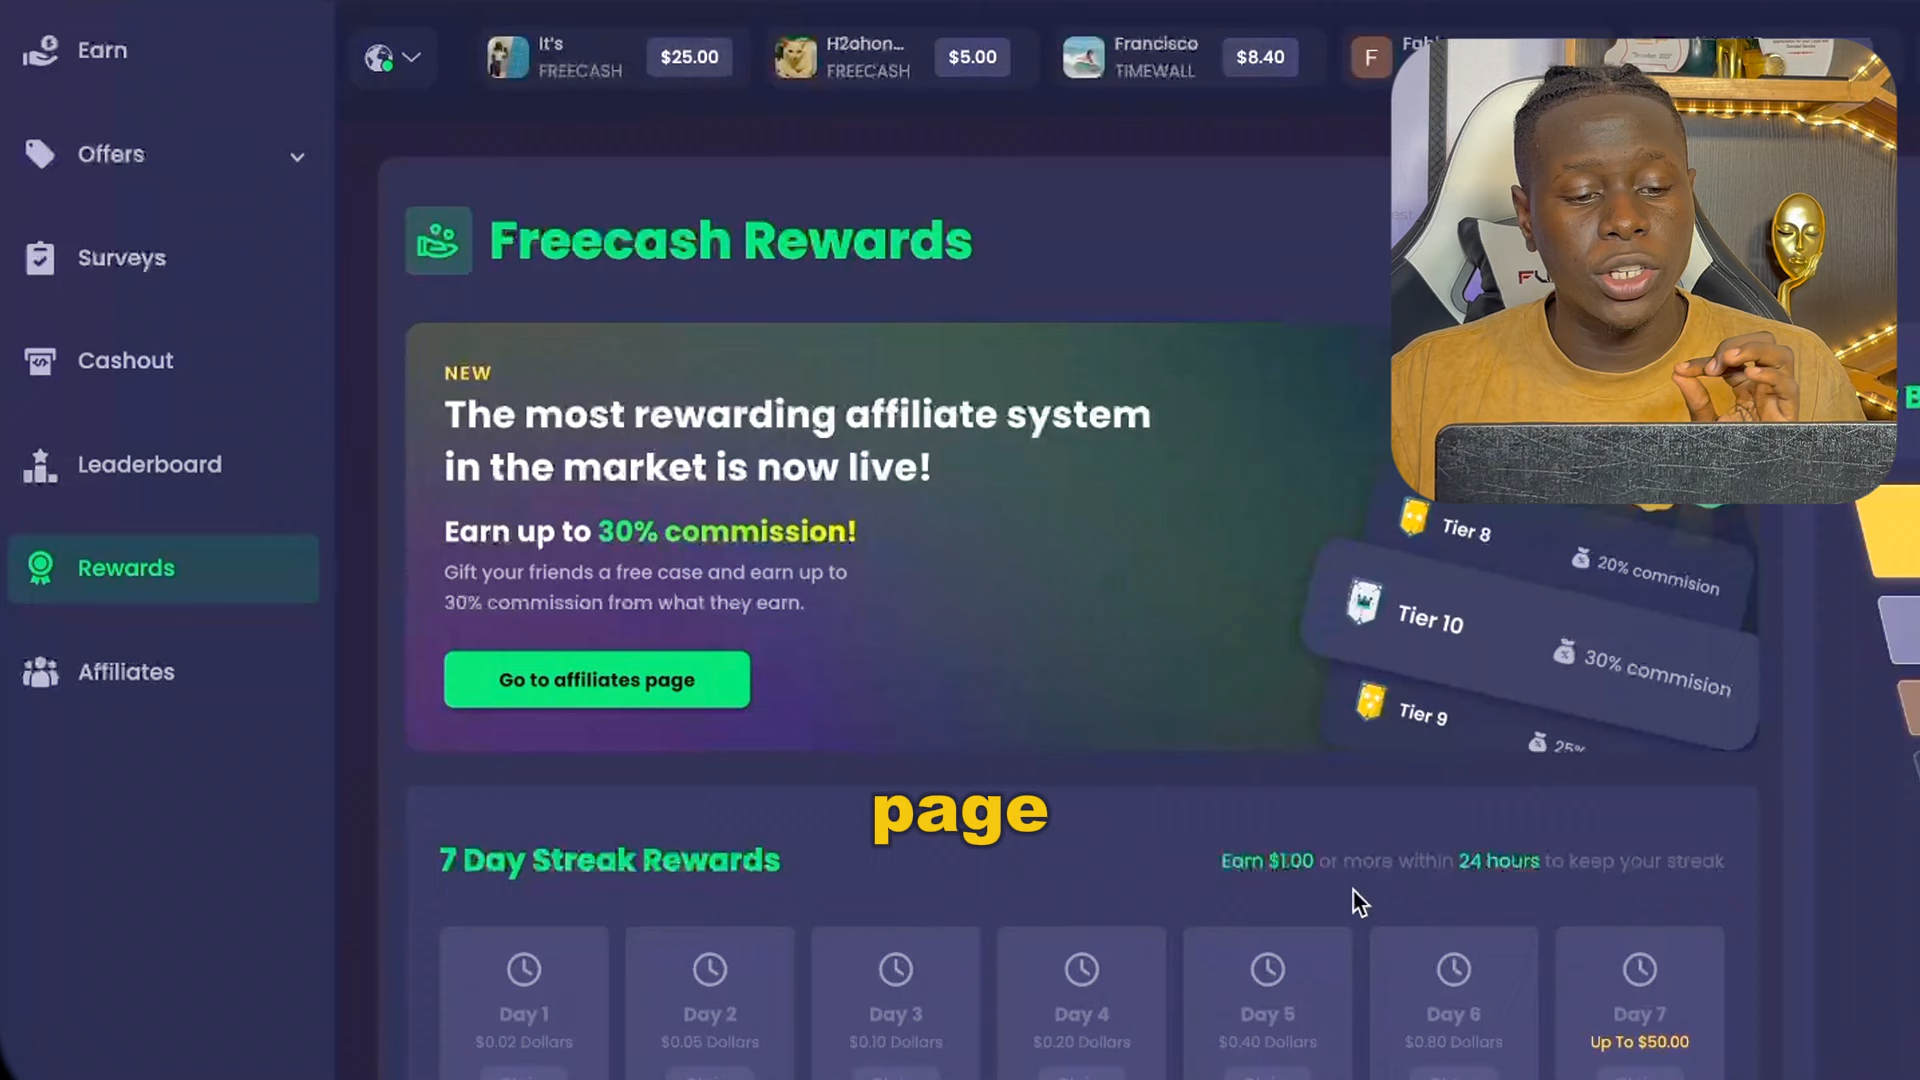 Earn
Offers
Surveys
Cashout
Leaderboard
Rewards
Affiliates
It's
FREECASH
$25.00
H2ohon...
FREECASH
$5.00
Francisco
TIMEWALL
$8.40
F
Freecash Rewards
NEW
The most rewarding affiliate system
in the market is now live!
Earn up to 30% commission!
Gift your friends a free case and earn up to
30% commission from what they earn.
Go to affiliates page
Tier 8
20% commision
Tier 10
30% commision
Tier 9
25%
page
7 Day Streak Rewards
Earn $1.00 or more within 24 hours to keep your streak
Day 1
$0.02 Dollars
Day 2
$0.05 Dollars
Day 3
$0.10 Dollars
Day 4
$0.20 Dollars
Day 5
$0.40 Dollars
Day 6
$0.80 Dollars
Day 7
Up To $50.00